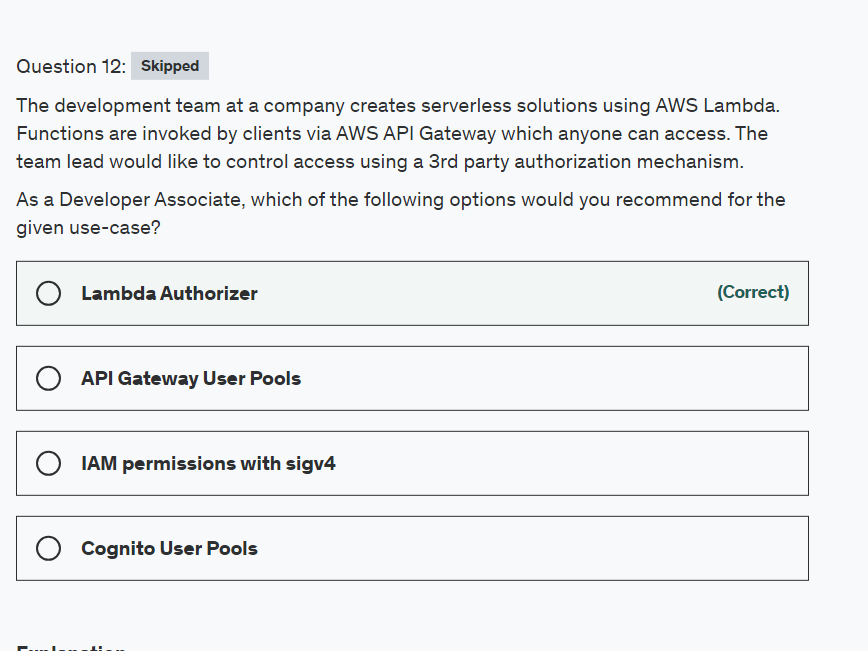 Question 12: Skipped
The development team at a company creates serverless solutions using AWS Lambda.
Functions are invoked by clients via AWS API Gateway which anyone can access. The
team lead would like to control access using a 3rd party authorization mechanism.
As a Developer Associate, which of the following options would you recommend for the
given use-case?
Lambda Authorizer (Correct)
API Gateway User Pools
IAM permissions with sigv4
Cognito User Pools